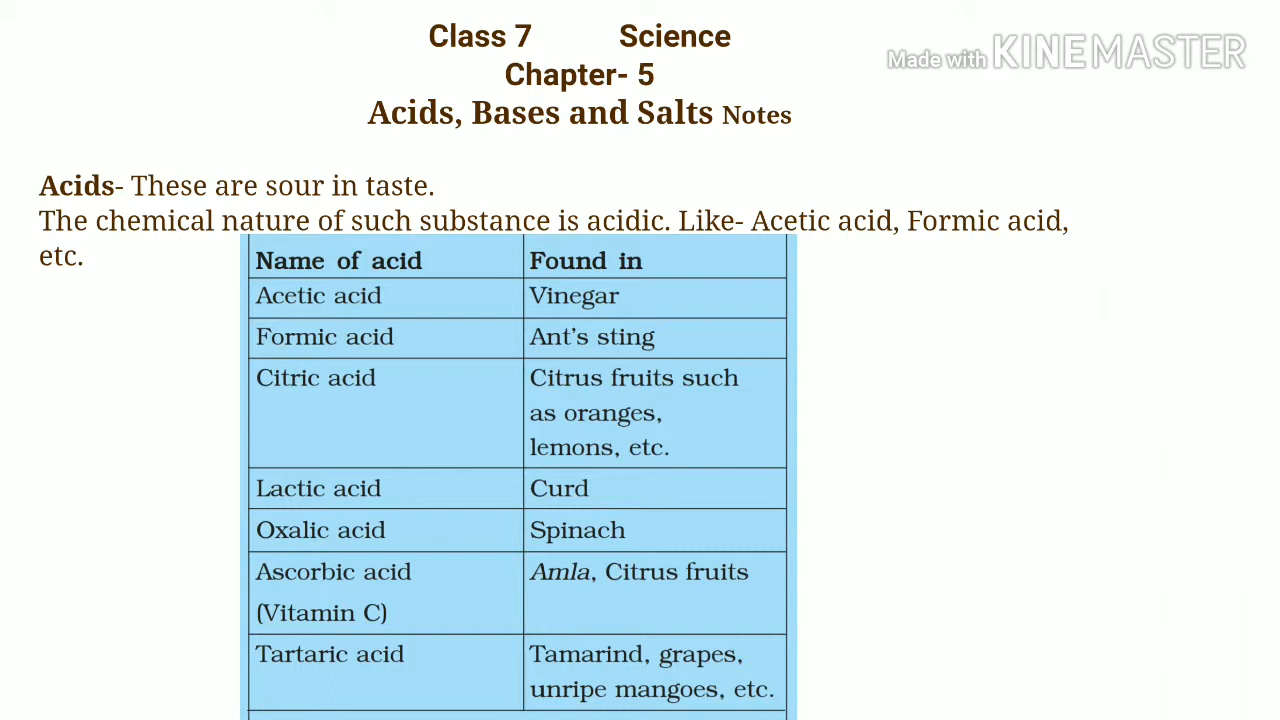 Class 7 Science
Made with KINEMASTER
Chapter- 5
Acids, Bases and Salts Notes
Acids- These are sour in taste.
The chemical nature of such substance is acidic. Like- Acetic acid, Formic acid,
etc.
Name of acid Found in
Acetic acid Vinegar
Formic acid Ant's sting
Citric acid Citrus fruits such
as oranges,
lemons, etc.
Lactic acid Curd
Oxalic acid Spinach
Ascorbic acid Amla, Citrus fruits
(Vitamin C)
Tartaric acid Tamarind, grapes,
unripe mangoes, etc.